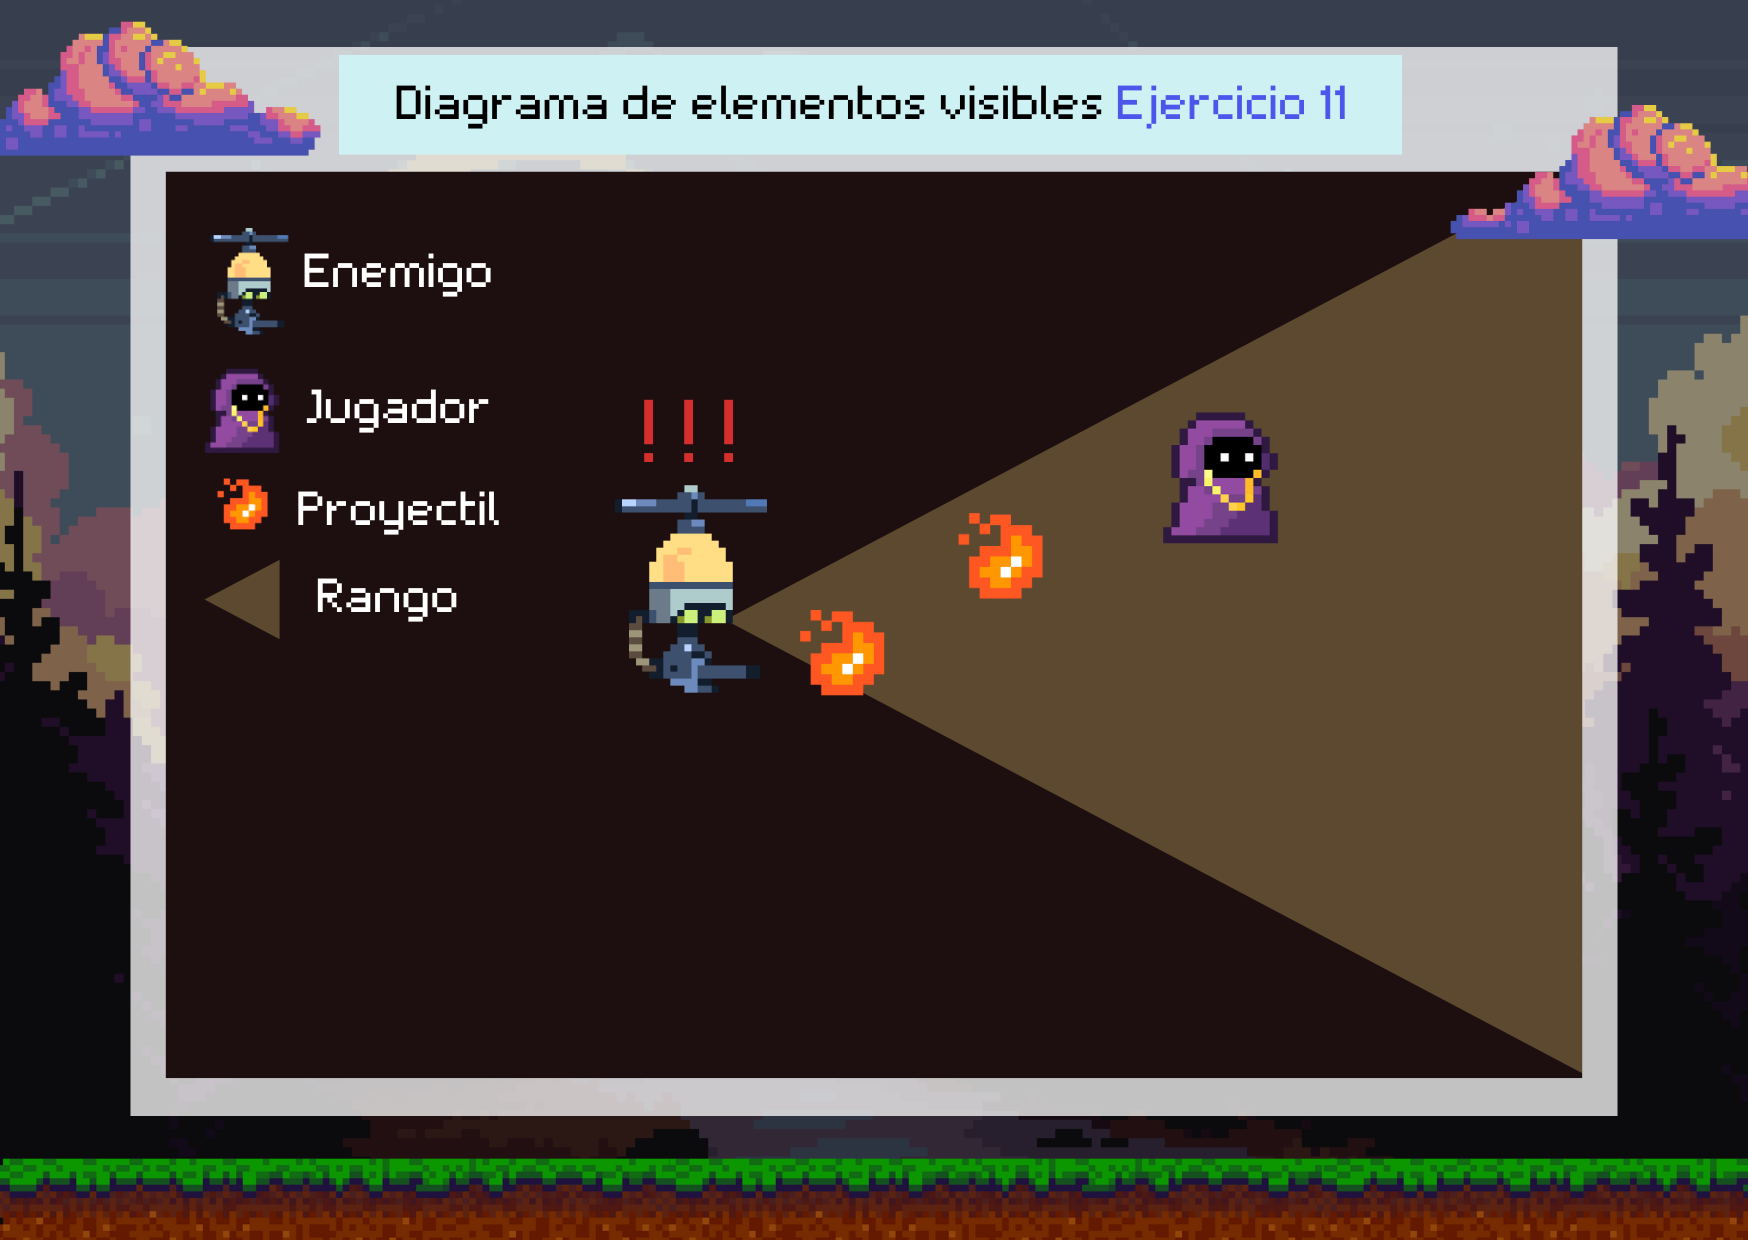 Diagrama de elementos visibles Ejercicio 11
Enemigo
Jugador
!!!
Proyectil
Rango